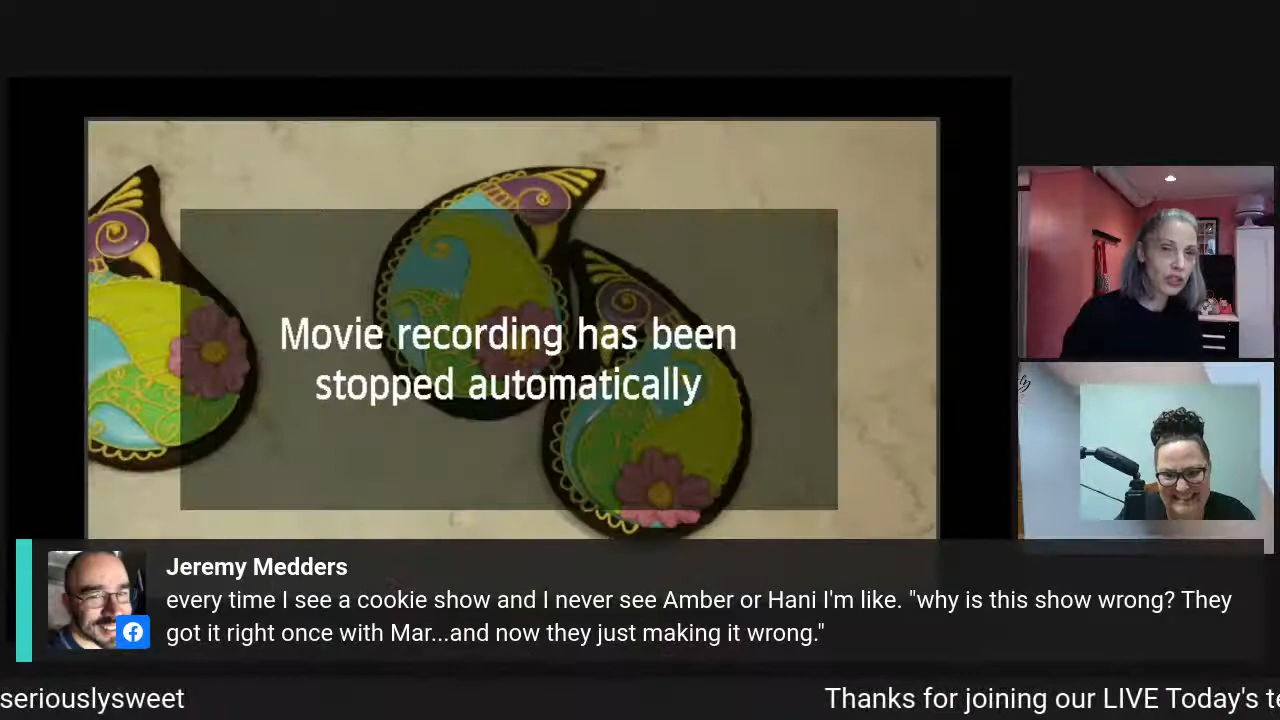 Movie recording has been
stopped automatically
Jeremy Medders
every time I see a cookie show and I never see Amber or Hani I'm like. "why is this show wrong? They
got it right once with Mar...and now they just making it wrong."
seriouslysweet
Thanks for joining our LIVE Today's te